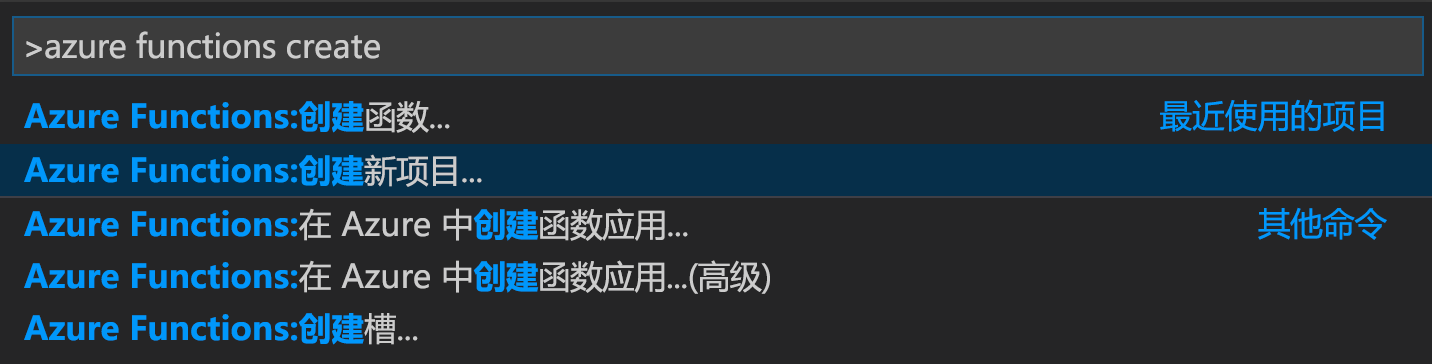 >azure functions create
Azure Functions:创建函数... 最近使用的项目
Azure Functions:创建新项目...
Azure Functions:在 Azure 中创建函数应用... 其他命令
Azure Functions:在 Azure 中创建函数应用...(高级)
Azure Functions:创建槽...